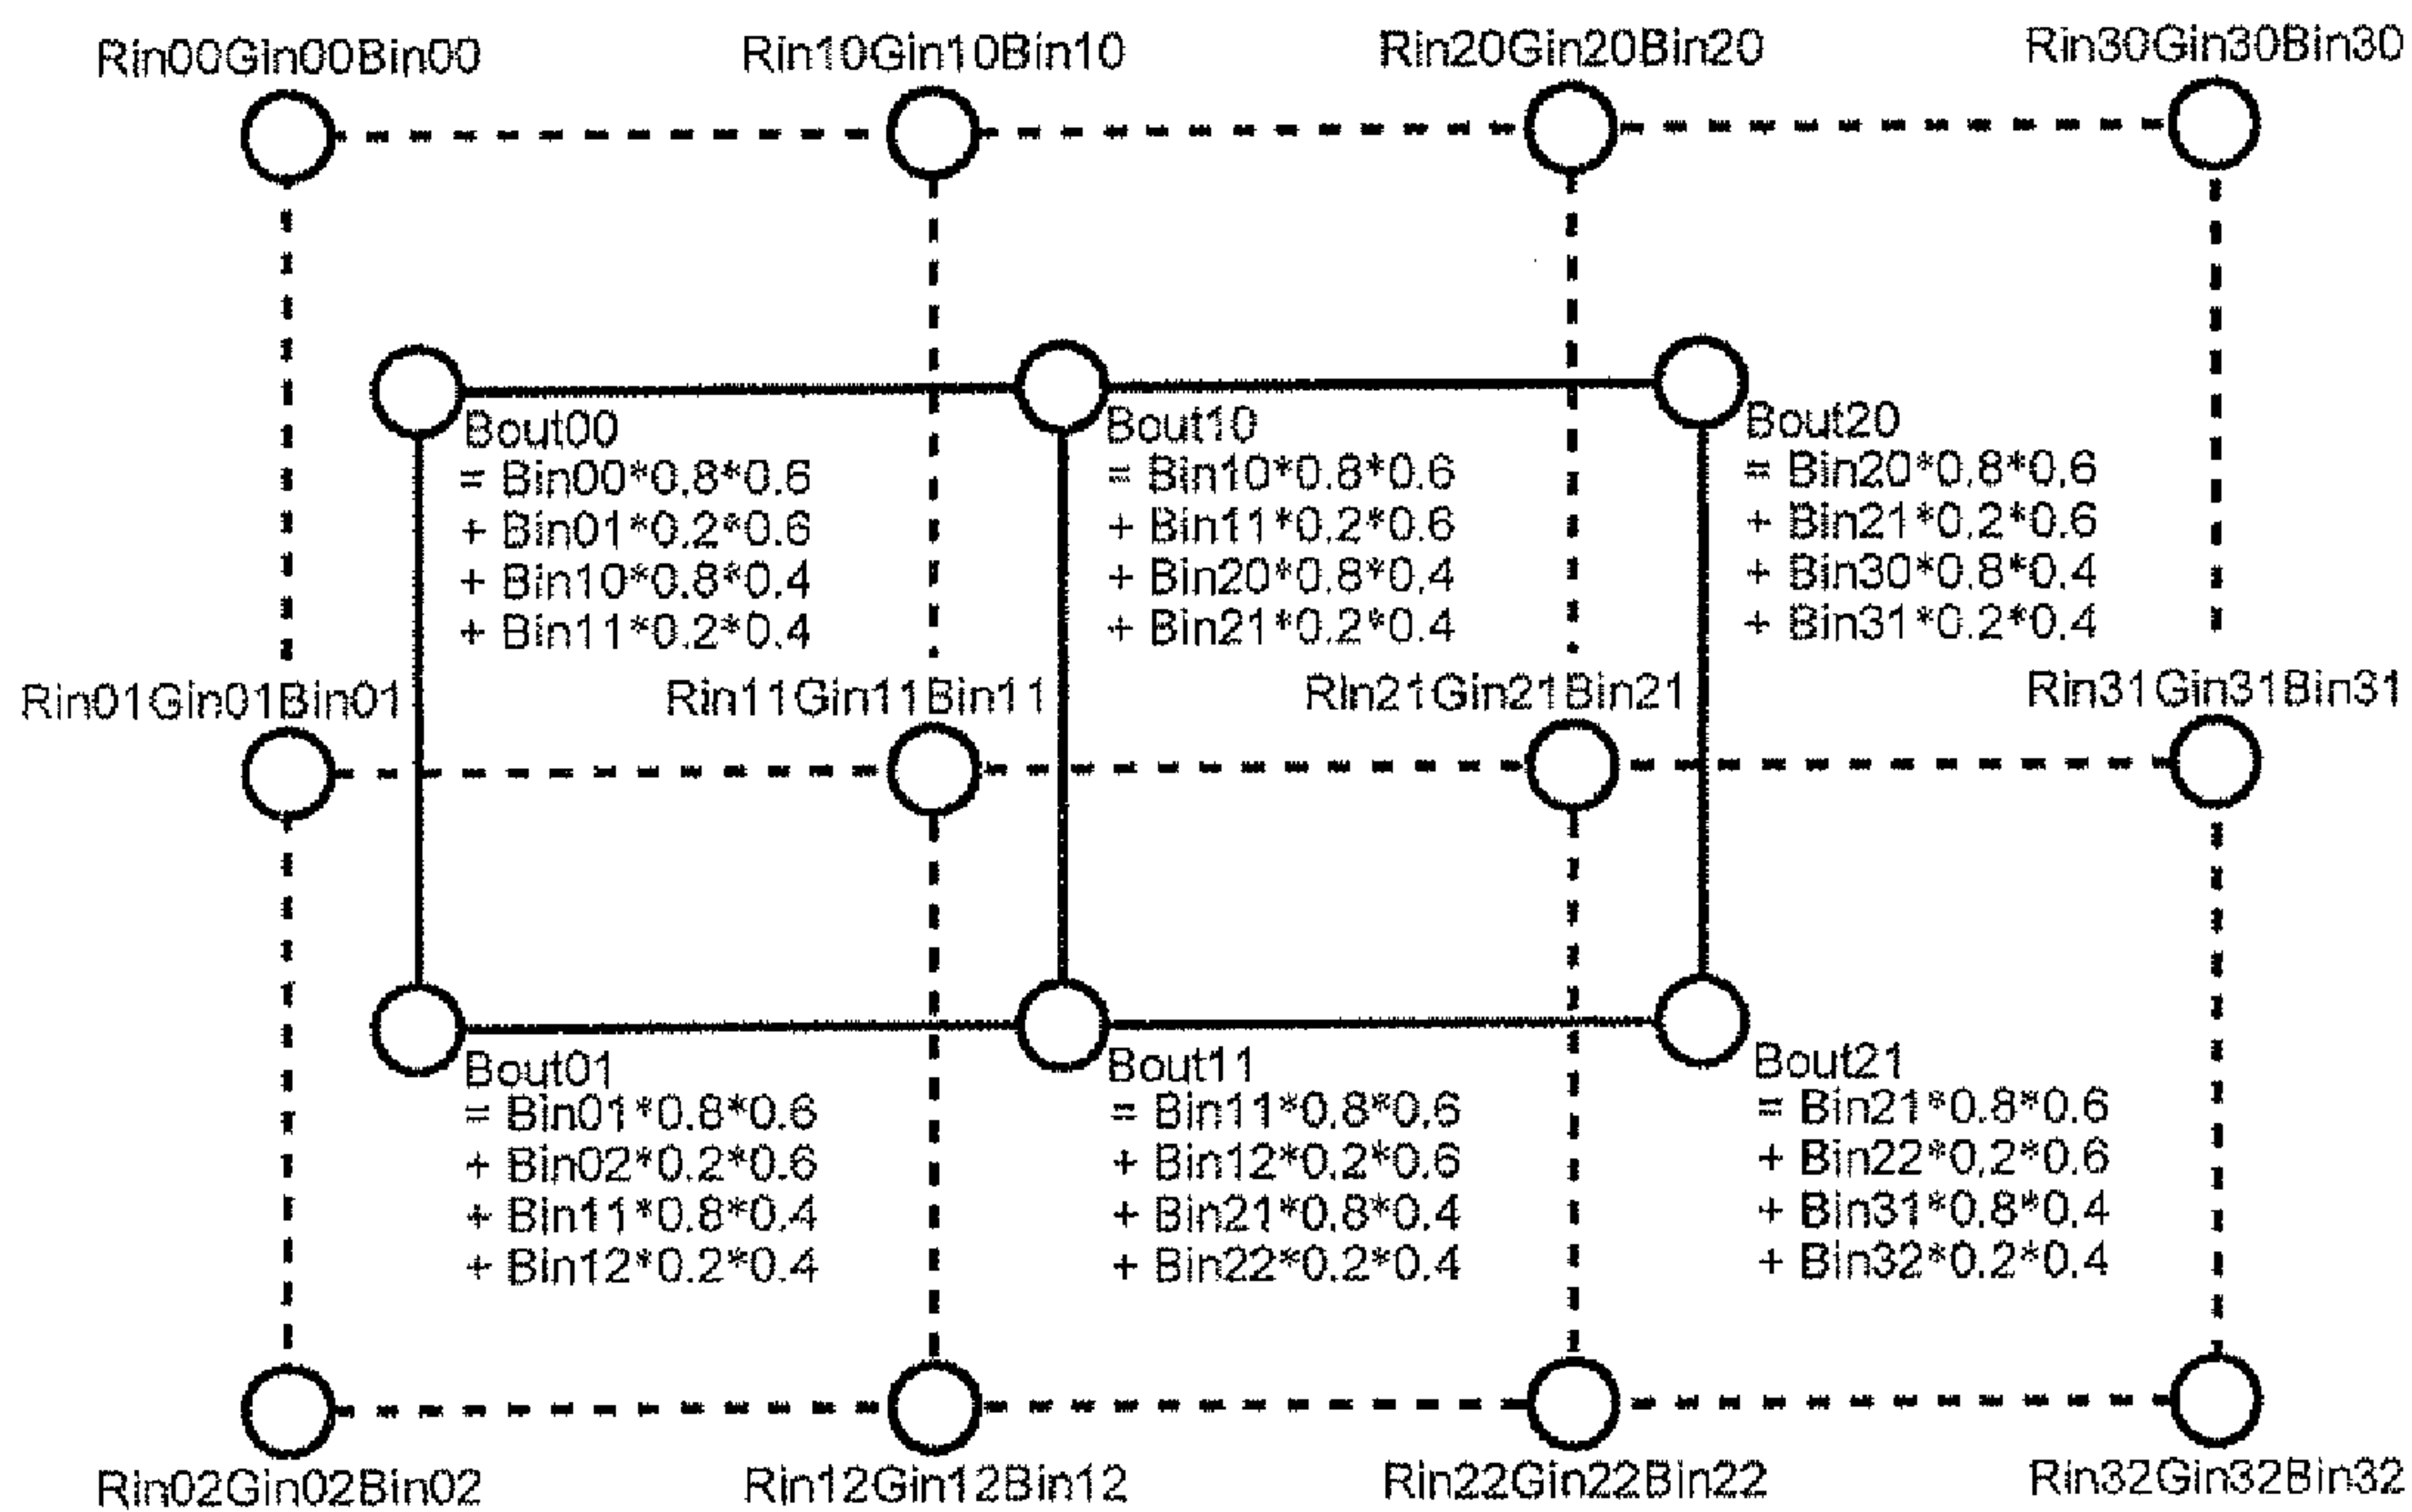 Rin00Gin00Bin00
Rin10Gin10Bin10
Rin20Gin20Bin20
Rin30Gin30Bin30
Bout00
= Bin00*0.8*0.6
+ Bin01*0.2*0.6
+ Bin10*0.8*0.4
+ Bin11*0.2*0.4
Bout10
= Bin10*0.8*0.6
+ Bin11*0.2*0.6
+ Bin20*0.8*0.4
+ Bin21*0.2*0.4
Bout20
= Bin20*0.8*0.6
+ Bin21*0.2*0.6
+ Bin30*0.8*0.4
+ Bin31*0.2*0.4
Rin01Gin01Bin01
Rin11Gin11Bin11
Rin21Gin21Bin21
Rin31Gin31Bin31
Bout01
= Bin01*0.8*0.6
+ Bin02*0.2*0.6
+ Bin11*0.8*0.4
+ Bin12*0.2*0.4
Bout11
= Bin11*0.8*0.6
+ Bin12*0.2*0.6
+ Bin21*0.8*0.4
+ Bin22*0.2*0.4
Bout21
= Bin21*0.8*0.6
+ Bin22*0.2*0.6
+ Bin31*0.8*0.4
+ Bin32*0.2*0.4
Rin02Gin02Bin02
Rin12Gin12Bin12
Rin22Gin22Bin22
Rin32Gin32Bin32